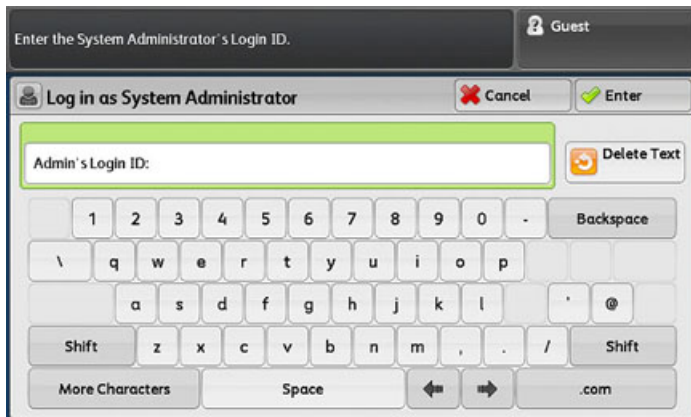 Enter the System Administrator's Login ID.
Guest
Log in as System Administrator
Cancel
Enter
Admin's Login ID:
Delete Text
1 2 3 4 5 6 7 8 9 0 - Backspace
\ q w e r t y u i o p
a s d f g h j k l ' @
Shift z x c v b n m , . / Shift
More Characters Space .com